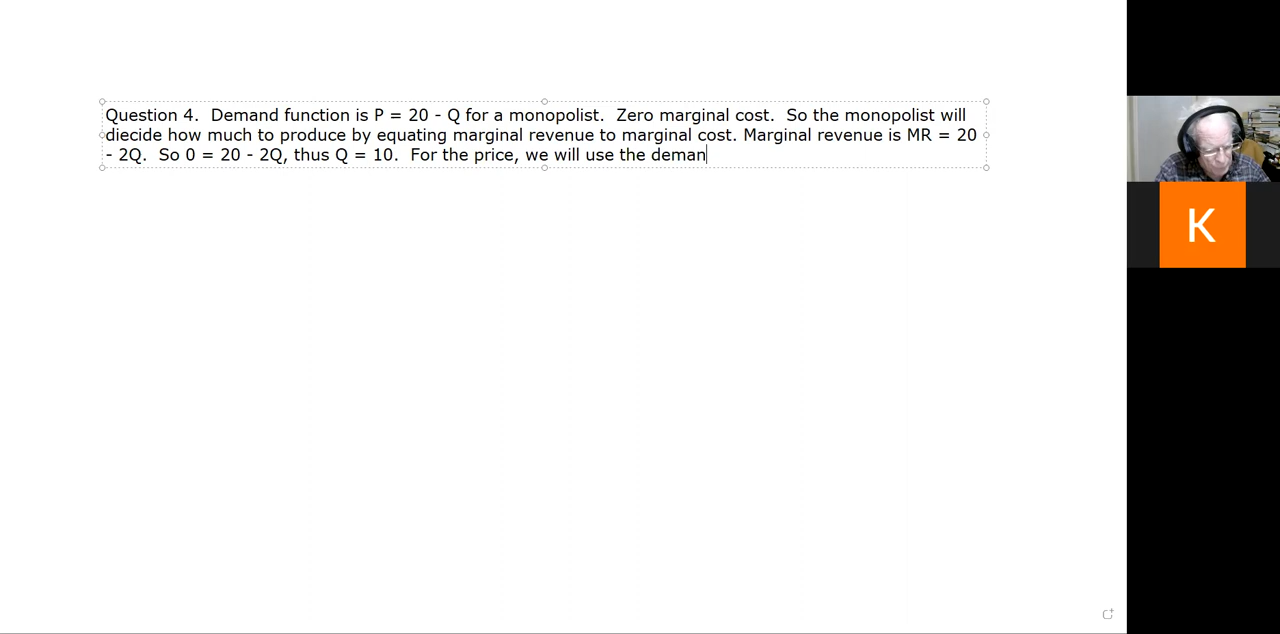 Question 4.  Demand function is P = 20 - Q for a monopolist.  Zero marginal cost.  So the monopolist will
diecide how much to produce by equating marginal revenue to marginal cost. Marginal revenue is MR = 20
- 2Q.  So 0 = 20 - 2Q, thus Q = 10.  For the price, we will use the deman
K